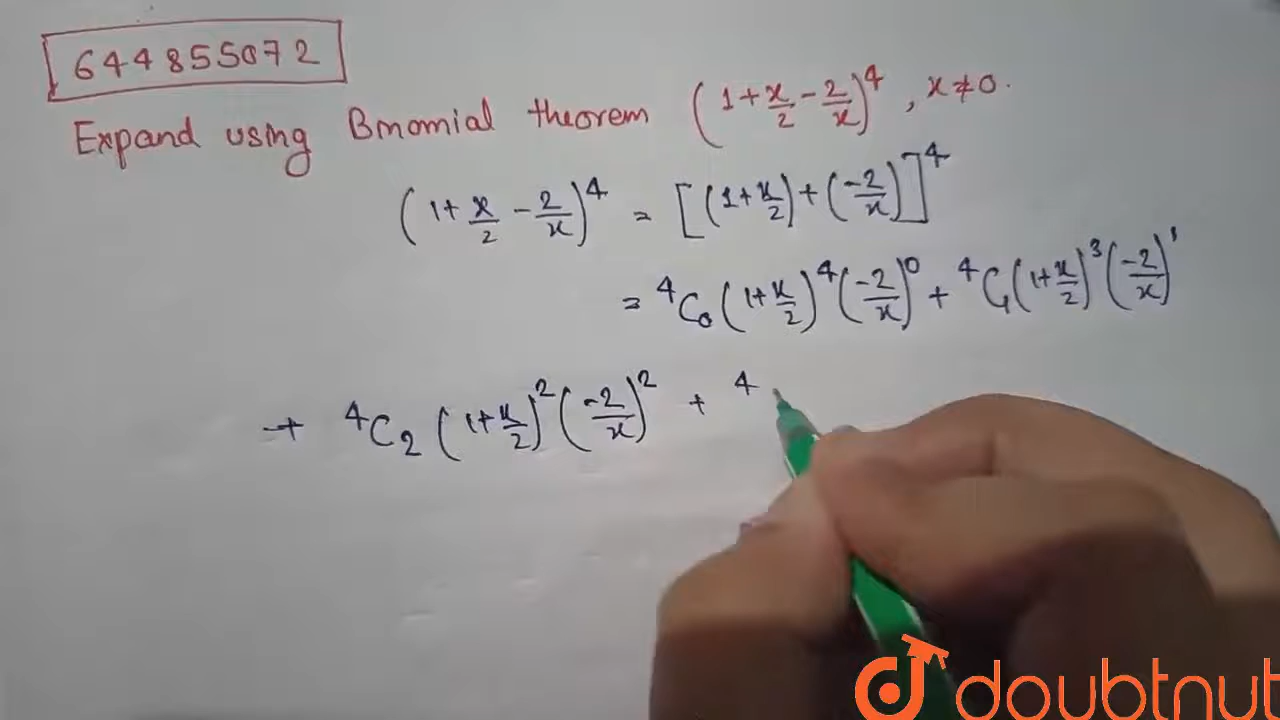 644855072
Expand using Binomial theorem (1+x/2-2/x)^4, x≠0.
(1+x/2-2/x)^4 = [(1+x/2)+(-2/x)]^4
= ⁴C₀(1+x/2)^4(-2/x)^0 + ⁴C₁(1+x/2)^3(-2/x)^1
+ ⁴C₂(1+x/2)^2(-2/x)^2 + 4
doubtnut